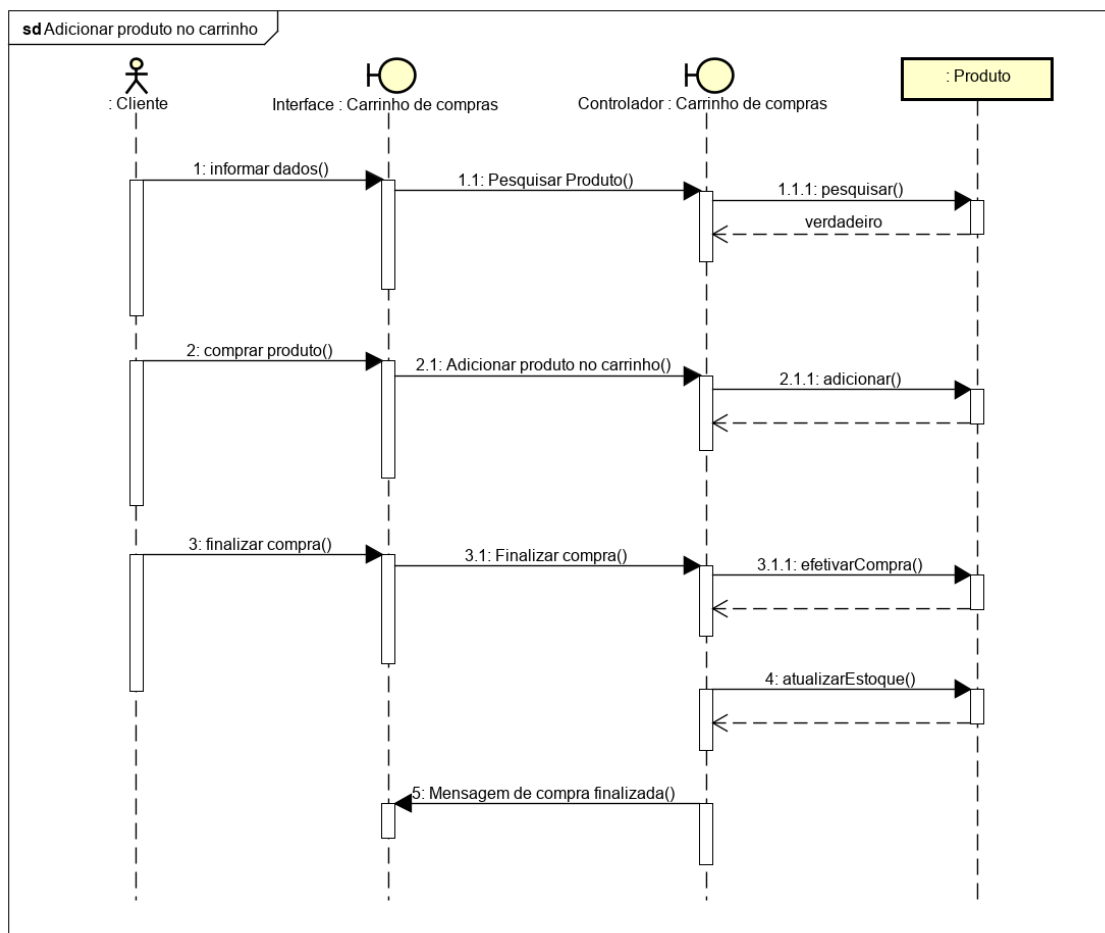 sd Adicionar produto no carrinho
: Cliente
Interface : Carrinho de compras
Controlador : Carrinho de compras
: Produto
1: informar dados()
1.1: Pesquisar Produto()
1.1.1: pesquisar()
verdadeiro
2: comprar produto()
2.1: Adicionar produto no carrinho()
2.1.1: adicionar()
3: finalizar compra()
3.1: Finalizar compra()
3.1.1: efetivarCompra()
4: atualizarEstoque()
5: Mensagem de compra finalizada()